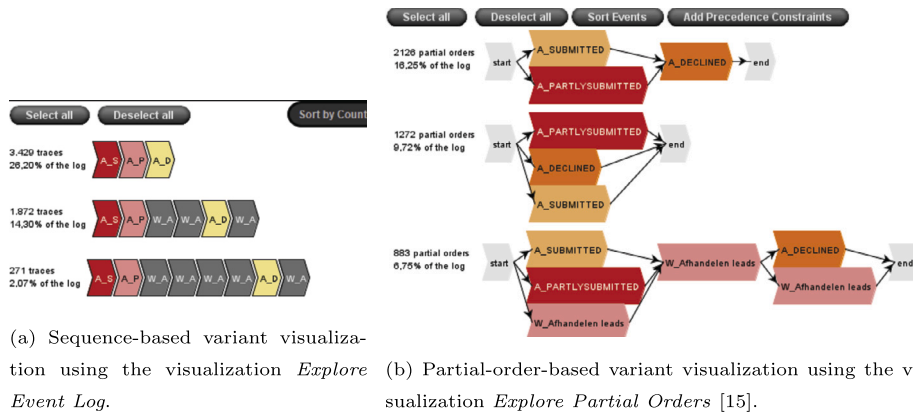 Select all
Deselect all
Sort by Count
3.429 traces
26,20% of the log
A_S A_P A_D
1.872 traces
14,30% of the log
A_S A_P W_A W_A A_D W_A
271 traces
2,07% of the log
A_S A_P W_A W_A W_A W_A A_D W_A
(a) Sequence-based variant visualiza-
tion using the visualization Explore
Event Log.
Select all
Deselect all
Sort Events
Add Precedence Constraints
2126 partial orders
16,25% of the log
start
A_SUBMITTED
A_PARTLYSUBMITTED
A_DECLINED
end
1272 partial orders
9,72% of the log
start
A_PARTLYSUBMITTED
A_DECLINED
A_SUBMITTED
end
883 partial orders
6,75% of the log
start
A_SUBMITTED
A_PARTLYSUBMITTED
W_Afhandelen leads
W_Afhandelen leads
A_DECLINED
W_Afhandelen leads
end
(b) Partial-order-based variant visualization using the v
sualization Explore Partial Orders [15].